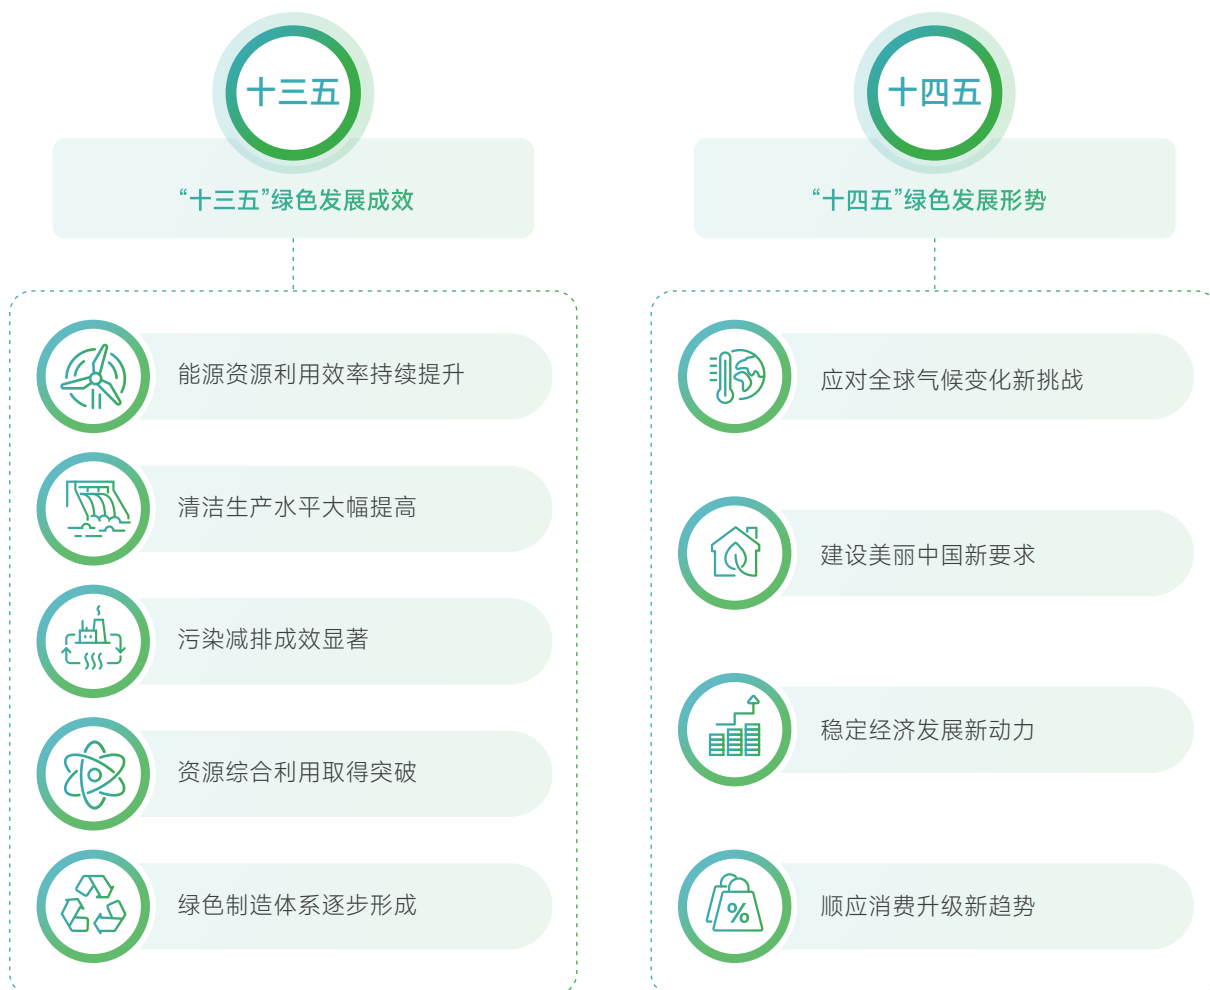 十三五
“十三五”绿色发展成效
能源资源利用效率持续提升
清洁生产水平大幅提高
污染减排成效显著
资源综合利用取得突破
绿色制造体系逐步形成
十四五
“十四五”绿色发展形势
应对全球气候变化新挑战
建设美丽中国新要求
稳定经济发展新动力
%
顺应消费升级新趋势